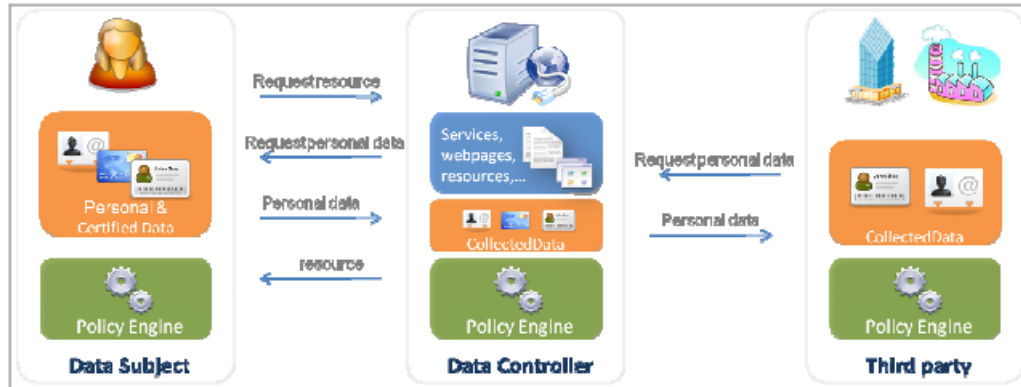 Request resource
Request personal data
Personal data
resource
Personal &
Certified Data
Policy Engine
Data Subject
Services,
webpages,
resources,...
CollectedData
Policy Engine
Data Controller
Request personal data
Personal data
CollectedData
Policy Engine
Third party